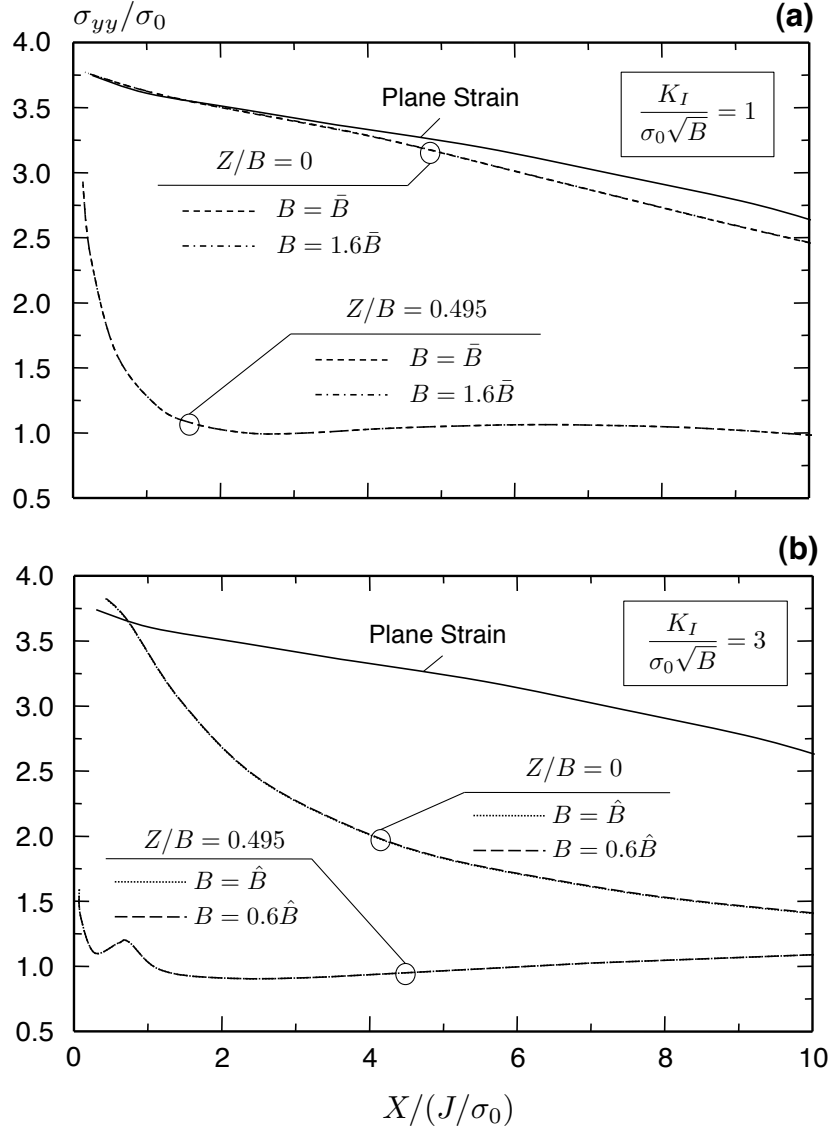 σ_yy/σ_0
(a)
4.0
3.5
3.0
2.5
2.0
1.5
1.0
0.5
Plane Strain
K_I / σ_0√B = 1
Z/B = 0
B = B̄
B = 1.6B̄
Z/B = 0.495
B = B̄
B = 1.6B̄
(b)
4.0
3.5
3.0
2.5
2.0
1.5
1.0
0.5
Plane Strain
K_I / σ_0√B = 3
Z/B = 0
B = B̂
B = 0.6B̂
Z/B = 0.495
B = B̂
B = 0.6B̂
0 2 4 6 8 10
X/(J/σ_0)